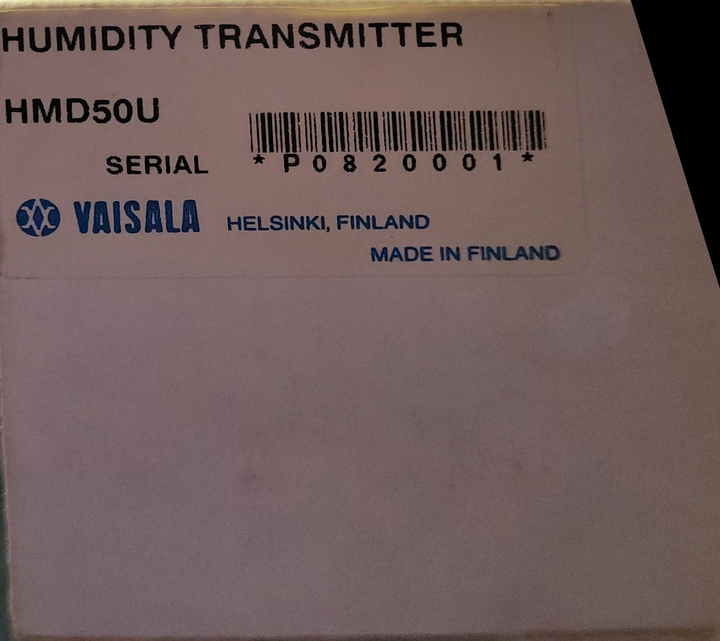 HUMIDITY TRANSMITTER
HMD50U
SERIAL *P0820001*
VAISALA HELSINKI, FINLAND
MADE IN FINLAND